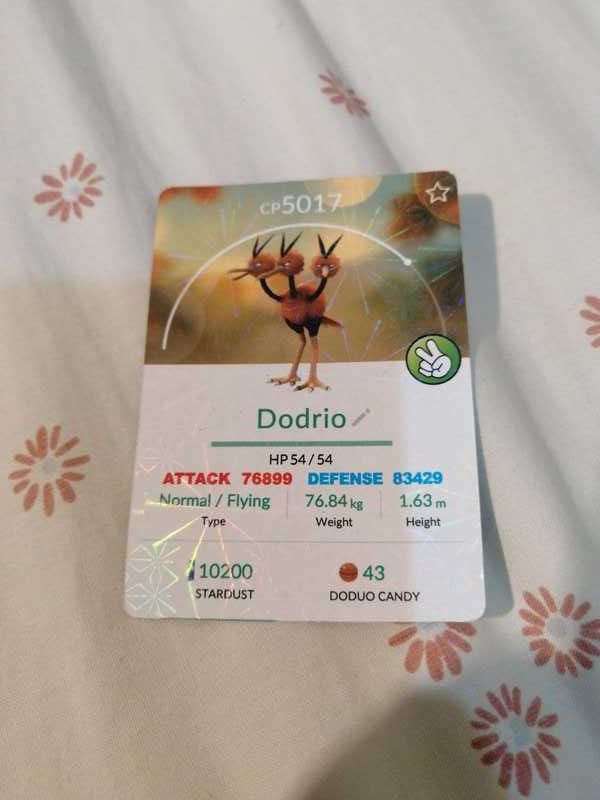 CP5017
Dodrio
HP 54 / 54
ATTACK 76899 DEFENSE 83429
Normal / Flying 76.84 kg 1.63 m
Type Weight Height
10200 43
STARDUST DODUO CANDY